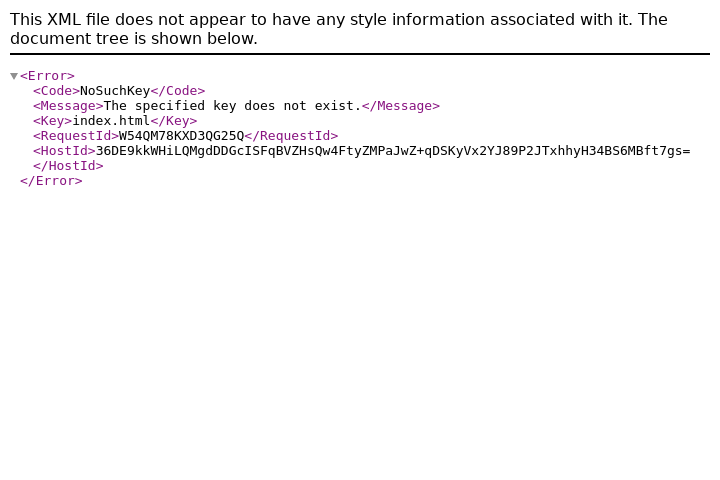 This XML file does not appear to have any style information associated with it. The
document tree is shown below.
<Error>
<Code>NoSuchKey</Code>
<Message>The specified key does not exist.</Message>
<Key>index.html</Key>
<RequestId>W54QM78KXD3QG25Q</RequestId>
<HostId>36DE9kkWHiLQMgdDDGcISFqBVZHsQw4FtyZMPaJwZ+qDSKyVx2YJ89P2JTxhhyH34BS6MBft7gs=
</HostId>
</Error>